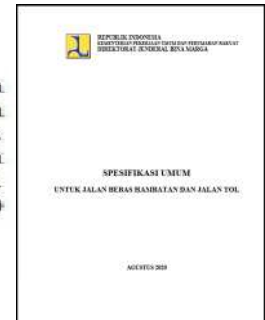 REPUBLIK INDONESIA
KEMENTERIAN PEKERJAAN UMUM DAN PERUMAHAN RAKYAT
DIREKTORAT JENDERAL BINA MARGA
SPESIFIKASI UMUM
UNTUK JALAN BEBAS HAMBATAN DAN JALAN TOL
AGUSTUS 2020